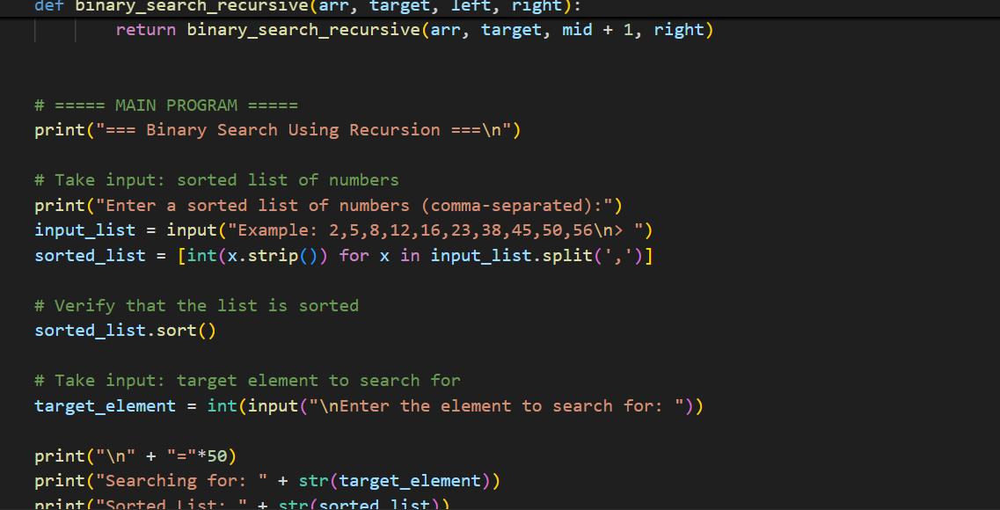 def binary_search_recursive(arr, target, left, right):
return binary_search_recursive(arr, target, mid + 1, right)
# ===== MAIN PROGRAM =====
print("=== Binary Search Using Recursion ===\n")
# Take input: sorted list of numbers
print("Enter a sorted list of numbers (comma-separated):")
input_list = input("Example: 2,5,8,12,16,23,38,45,50,56\n> ")
sorted_list = [int(x.strip()) for x in input_list.split(',')]
# Verify that the list is sorted
sorted_list.sort()
# Take input: target element to search for
target_element = int(input("\nEnter the element to search for: "))
print("\n" + "="*50)
print("Searching for: " + str(target_element))
print("Sorted List: " + str(sorted_list))